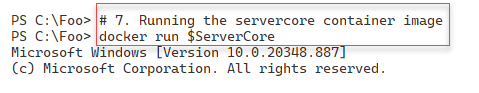 PS C:\Foo> # 7. Running the servercore container image
PS C:\Foo> docker run $ServerCore
Microsoft Windows [Version 10.0.20348.887]
(c) Microsoft Corporation. All rights reserved.